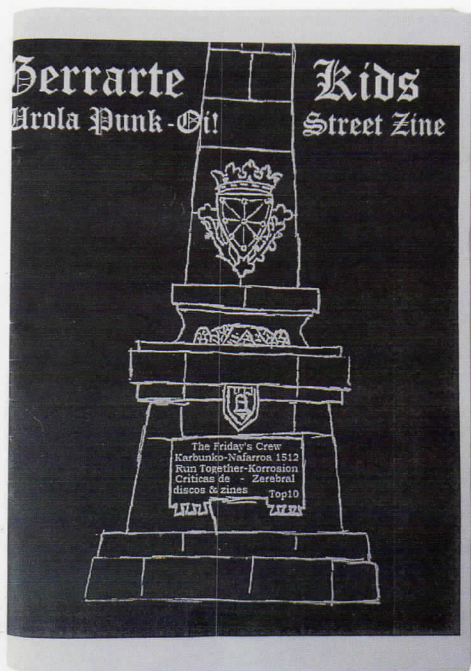 Zerrarte Kids
Urola Punk-Oi! Street Zine
The Friday's Crew
Karbunko-Nafarroa 1512
Run Together-Korrosion
Criticas de - Zerebral
discos & zines Top10